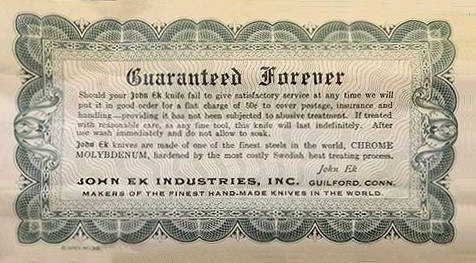 Guaranteed Forever
Should your John Ek knife fail to give satisfactory service at any time we will
put it in good order for a flat charge of 50¢ to cover postage, insurance and
handling—providing it has not been subjected to abusive treatment. If treated
with reasonable care, as any fine tool, this knife will last indefinitely. After
use wash immediately and do not allow to soak.
John Ek knives are made of one of the finest steels in the world, CHROME
MOLYBDENUM, hardened by the most costly Swedish heat treating process.
John Ek
JOHN EK INDUSTRIES, INC. GUILFORD, CONN.
MAKERS OF THE FINEST HAND-MADE KNIVES IN THE WORLD.